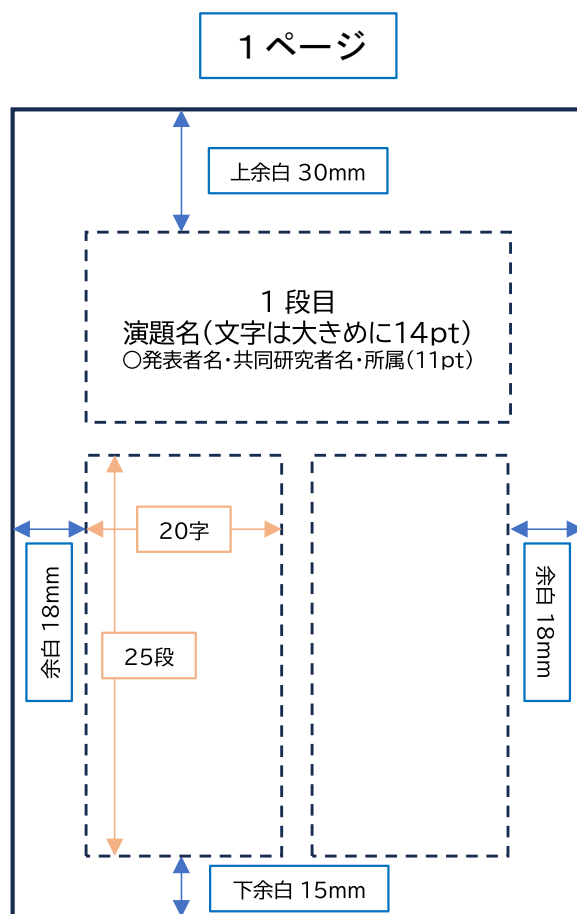 1 ページ
上余白 30mm
1 段目
演題名(文字は大きめに14pt)
○発表者名・共同研究者名・所属(11pt)
20字
余白 18mm
余白 18mm
25段
下余白 15mm